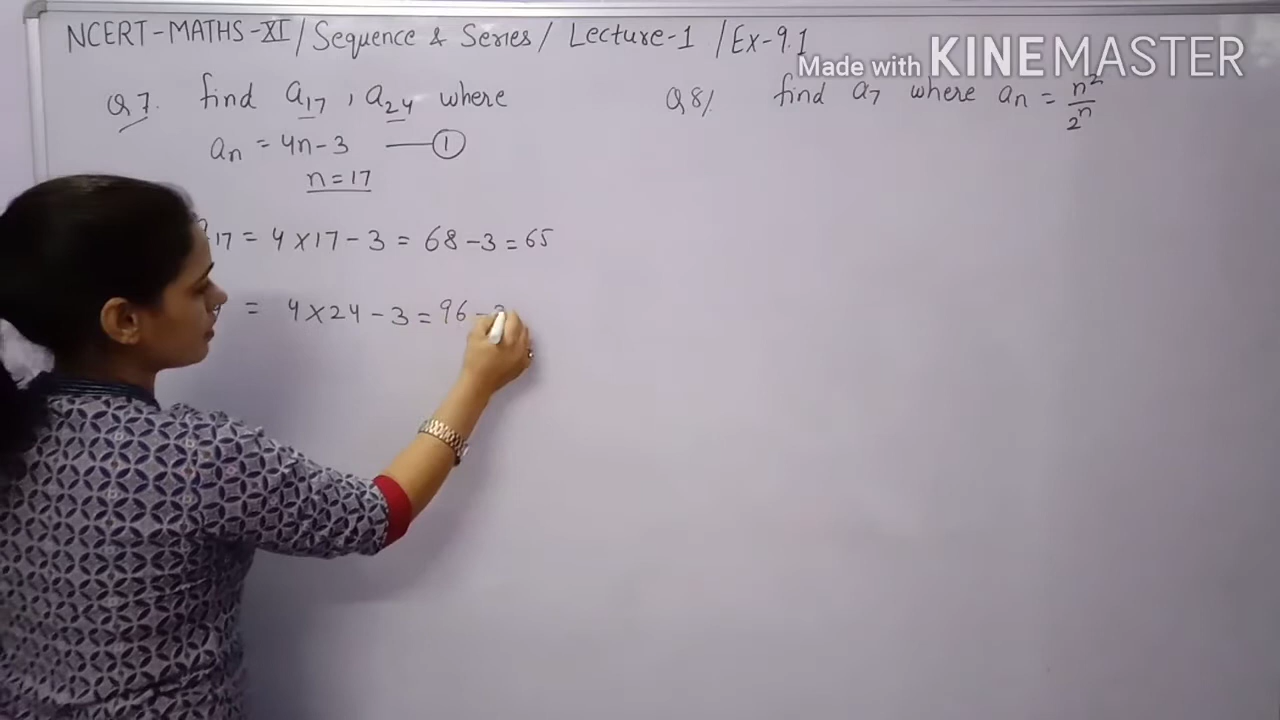 NCERT-MATHS-XI / Sequence & Series / Lecture-1 / Ex-9.1
Made with KINEMASTER
Q 7. find a₁₇ , a₂₄ where
aₙ = 4n-3 —— ①
n = 17
17 = 4 × 17 - 3 = 68 - 3 = 65
= 4 × 24 - 3 = 96 -
Q 8/. find a₇ where aₙ = n²/2ⁿ